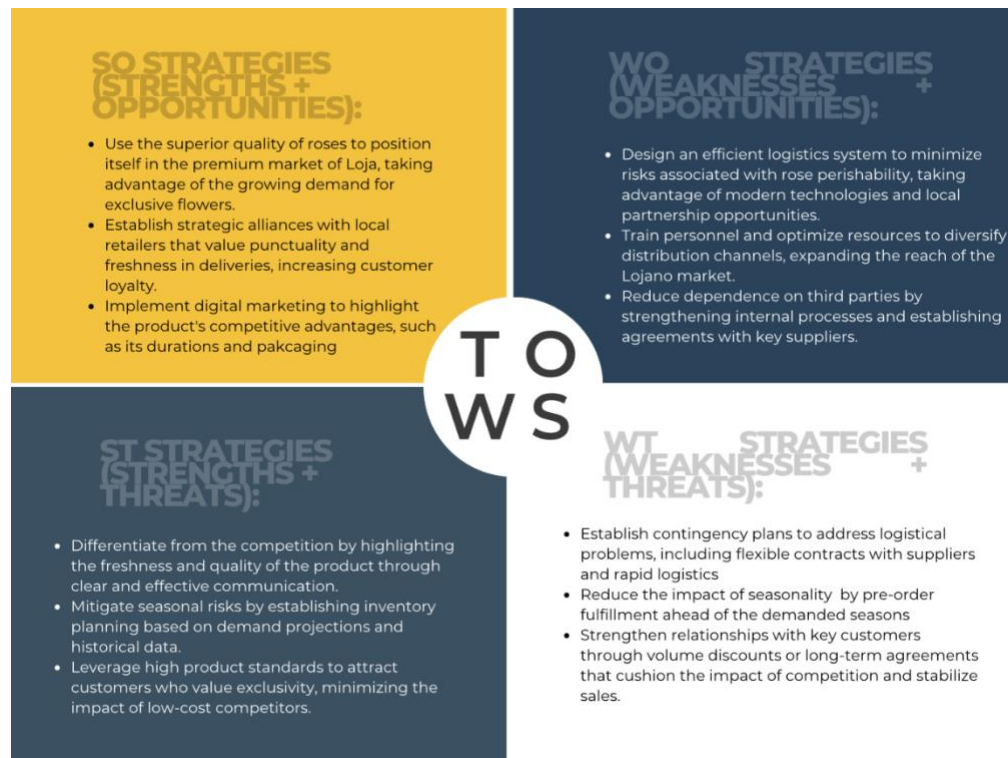 SO STRATEGIES
(STRENGTHS +
OPPORTUNITIES):
• Use the superior quality of roses to position
itself in the premium market of Loja, taking
advantage of the growing demand for
exclusive flowers.
• Establish strategic alliances with local
retailers that value punctuality and
freshness in deliveries, increasing customer
loyalty.
• Implement digital marketing to highlight
the product's competitive advantages, such
as its durations and pakcaging
WO STRATEGIES
(WEAKNESSES +
OPPORTUNITIES):
• Design an efficient logistics system to minimize
risks associated with rose perishability, taking
advantage of modern technologies and local
partnership opportunities.
• Train personnel and optimize resources to diversify
distribution channels, expanding the reach of the
Lojano market.
• Reduce dependence on third parties by
strengthening internal processes and establishing
agreements with key suppliers.
T O
W S
ST STRATEGIES
(STRENGTHS +
THREATS):
• Differentiate from the competition by highlighting
the freshness and quality of the product through
clear and effective communication.
• Mitigate seasonal risks by establishing inventory
planning based on demand projections and
historical data.
• Leverage high product standards to attract
customers who value exclusivity, minimizing the
impact of low-cost competitors.
WT STRATEGIES
(WEAKNESSES +
THREATS):
• Establish contingency plans to address logistical
problems, including flexible contracts with suppliers
and rapid logistics
• Reduce the impact of seasonality by pre-order
fulfillment ahead of the demanded seasons
• Strengthen relationships with key customers
through volume discounts or long-term agreements
that cushion the impact of competition and stabilize
sales.